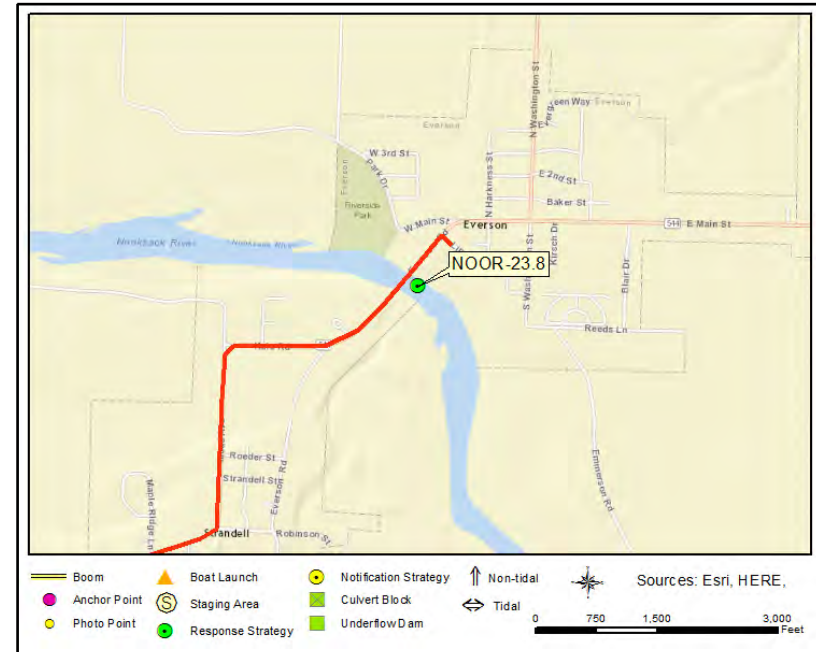 N Washington St
E
een Way
Everson
Everson
W 3rd St
Park Dr
Everson
N Harkness St
E 2nd St
Riverside
Park
Baker St
W Main St
Everson
544
E Main St
Nooksack River
Nooksack River
NOOR-23.8
Kirsch Dr
Blair Dr
Reeds Ln
Emmerson Rd
Roeder St
Strandell St
Everson Rd
Maple Ridge Ln
Strandell
Robinson St
Boom
Boat Launch
Notification Strategy
Non-tidal
Sources: Esri, HERE,
Anchor Point
S
Staging Area
Culvert Block
Tidal
Photo Point
Response Strategy
Underflow Dam
0
750
1,500
3,000
Feet